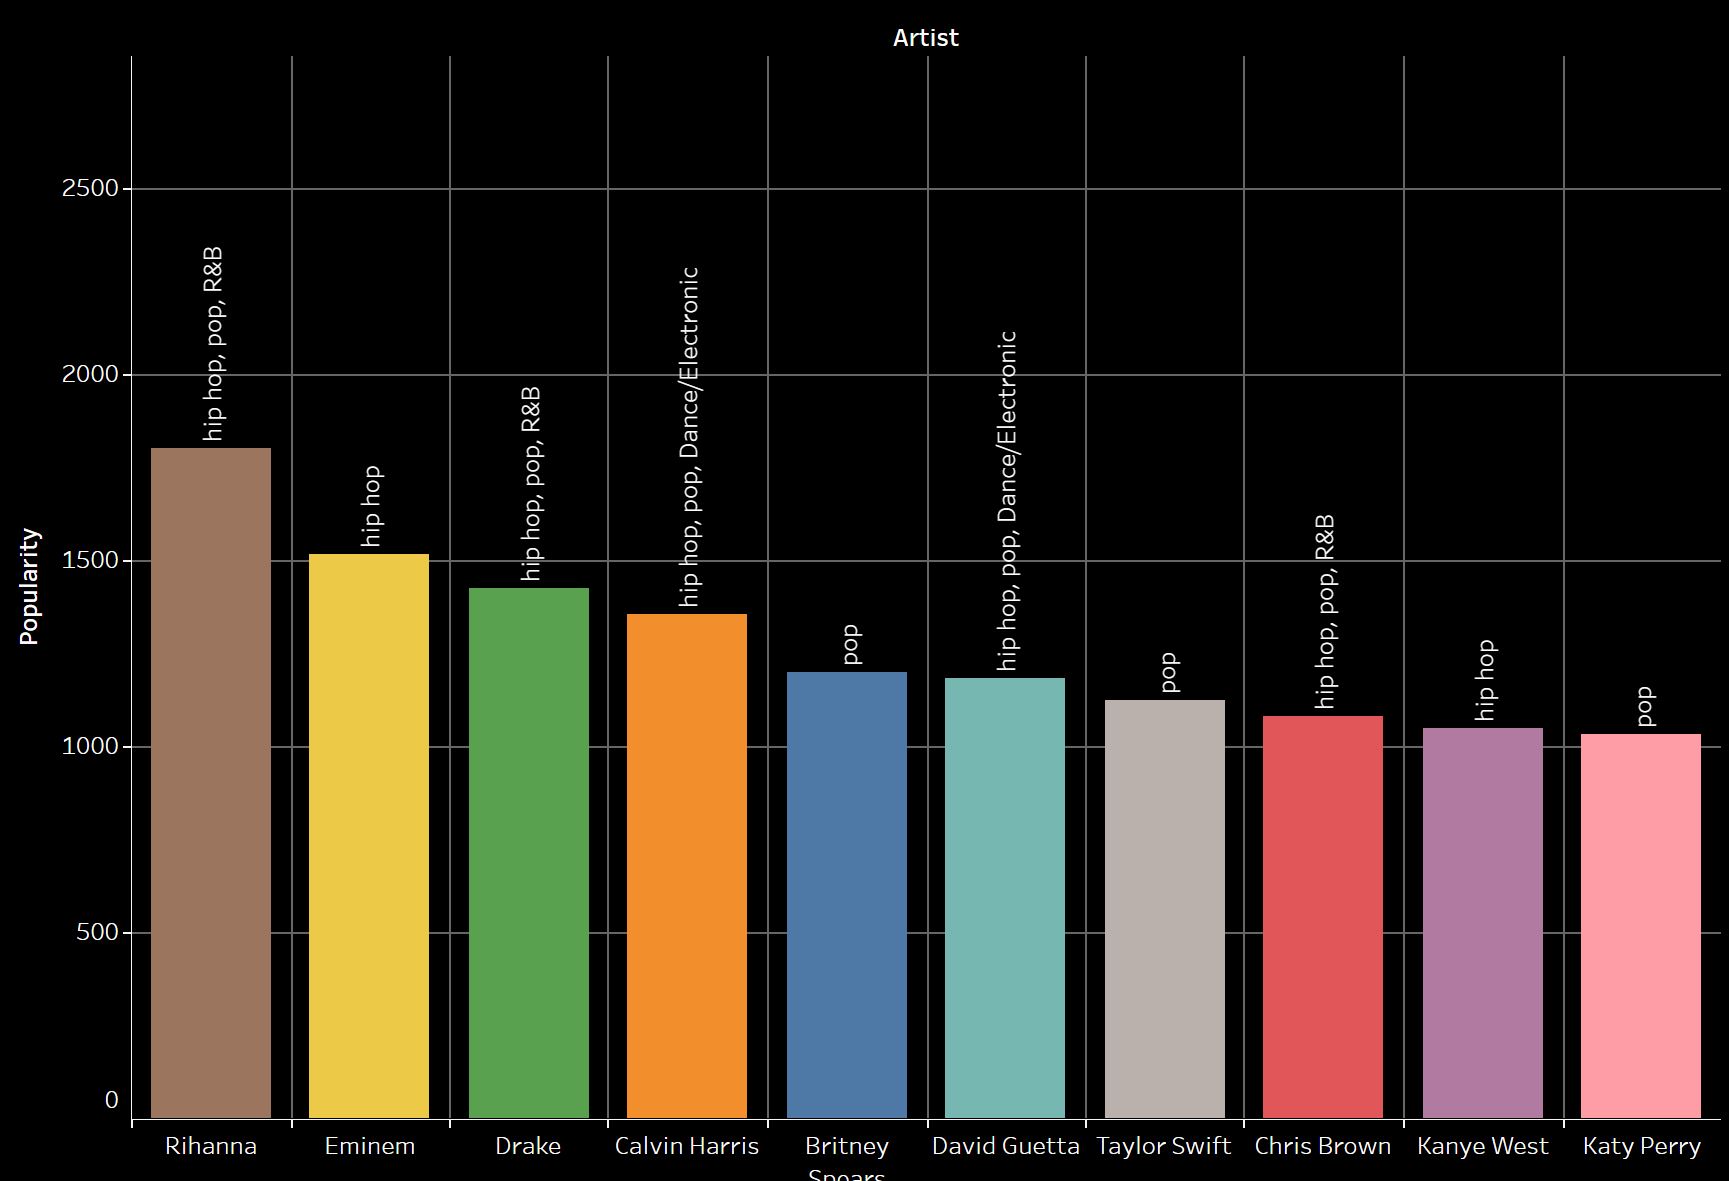 Artist
Popularity
2500
2000
1500
1000
500
0
hip hop, pop, R&B
hip hop
hip hop, pop, R&B
hip hop, pop, Dance/Electronic
pop
hip hop, pop, Dance/Electronic
pop
hip hop, pop, R&B
hip hop
pop
Rihanna
Eminem
Drake
Calvin Harris
Britney
Spears
David Guetta
Taylor Swift
Chris Brown
Kanye West
Katy Perry